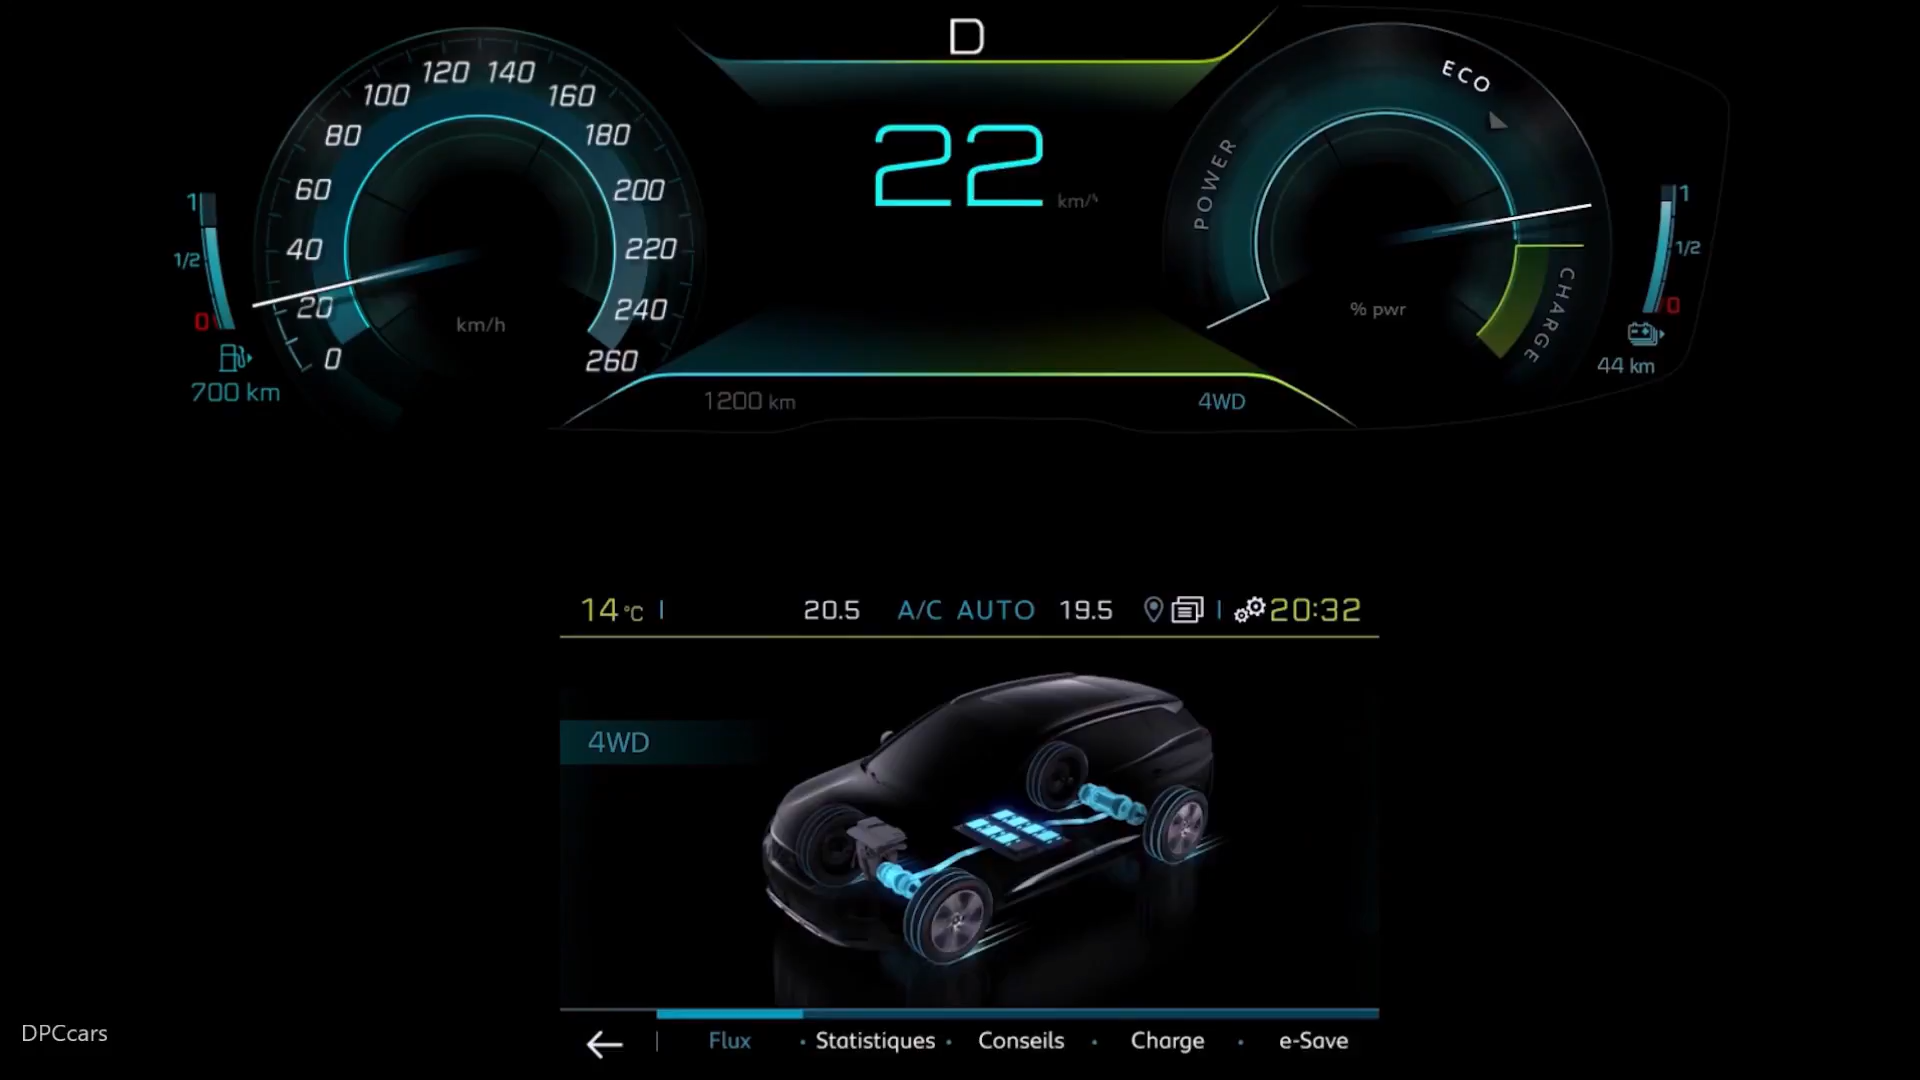 D
22 km/h
0
20
40
60
80
100
120
140
160
180
200
220
240
260
km/h
1
1/2
0
700 km
POWER
ECO
CHARGE
% pwr
1
1/2
0
44 km
1200 km
4WD
14 °C
20.5
A/C AUTO
19.5
20:32
4WD
Flux
Statistiques
Conseils
Charge
e-Save
DPCcars